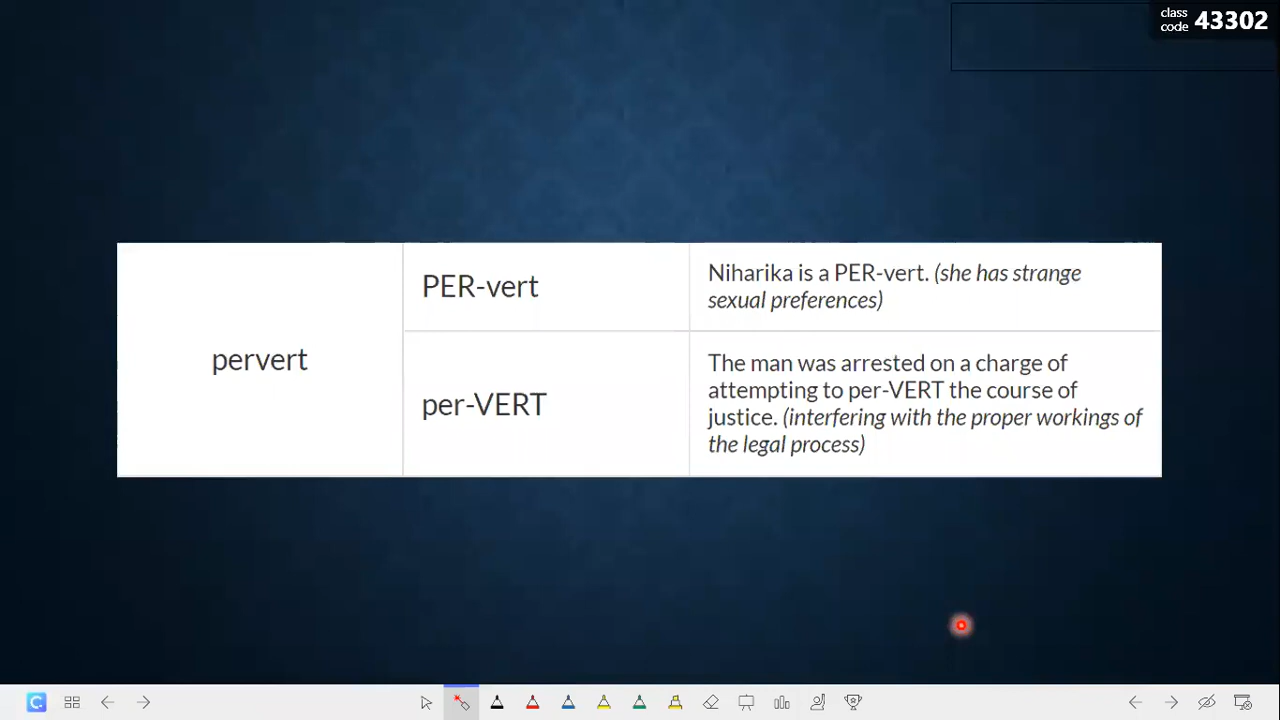 class
code 43302
PER-vert
Niharika is a PER-vert. (she has strange
sexual preferences)
pervert
per-VERT
The man was arrested on a charge of
attempting to per-VERT the course of
justice. (interfering with the proper workings of
the legal process)